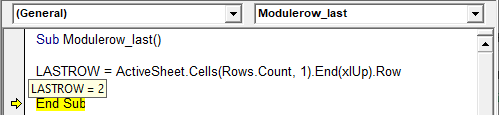 (General) Modulerow_last
Sub Modulerow_last()
LASTROW = ActiveSheet.Cells(Rows.Count, 1).End(xlUp).Row
LASTROW = 2
End Sub